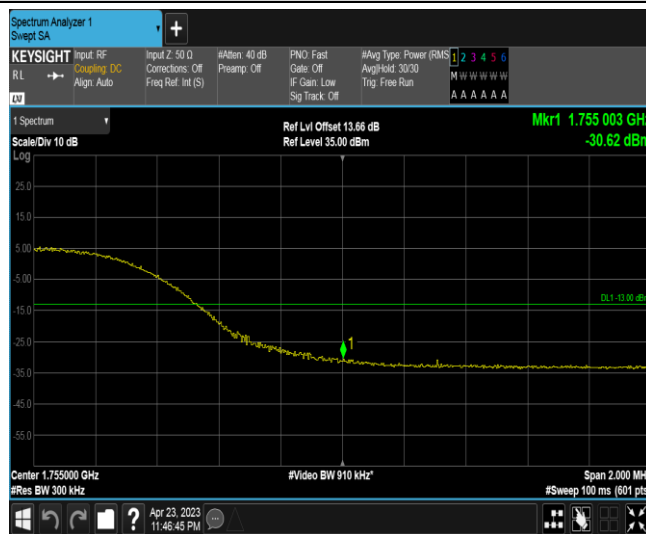 Spectrum Analyzer 1
Swept SA
+
KEYSIGHT
RL
LXI
Input: RF
Coupling: DC
Align: Auto
Input Z: 50 Ω
Corrections: Off
Freq Ref: Int (S)
#Atten: 40 dB
Preamp: Off
PNO: Fast
Gate: Off
IF Gain: Low
Sig Track: Off
#Avg Type: Power (RMS
Avg|Hold: 30/30
Trig: Free Run
1 2 3 4 5 6
M W W W W W
A A A A A A
1 Spectrum
Scale/Div 10 dB
Log
Ref Lvl Offset 13.66 dB
Ref Level 35.00 dBm
Mkr1 1.755 003 GHz
-30.62 dBm
25.0
15.0
5.00
-5.00
-15.0
-25.0
-35.0
-45.0
-55.0
DL1 -13.00 dBm
1
Center 1.755000 GHz
#Res BW 300 kHz
#Video BW 910 kHz*
Span 2.000 MH
#Sweep 100 ms (601 pts
?
Apr 23, 2023
11:46:45 PM